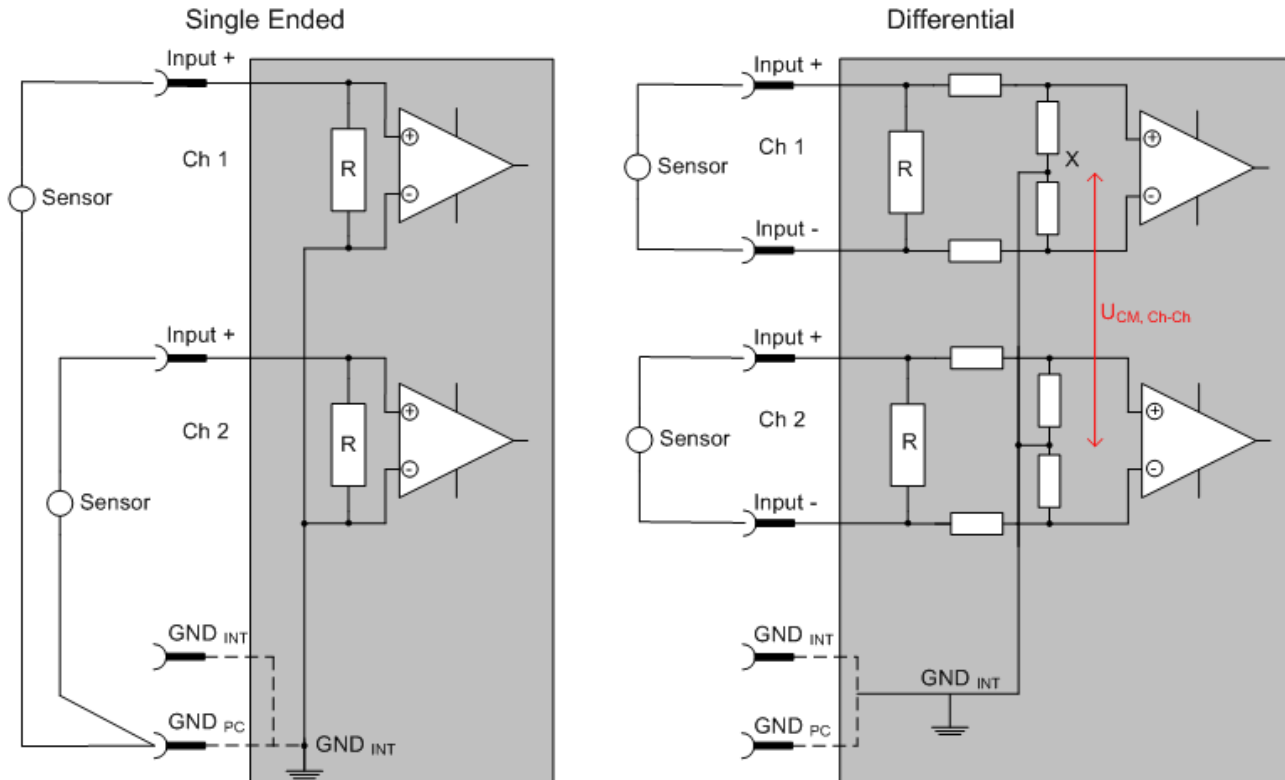 Single Ended
Input +
Ch 1
R
+
-
Sensor
Input +
Ch 2
R
+
-
Sensor
GND INT
GND PC
GND INT
Differential
Input +
Ch 1
R
X
+
-
Sensor
Input -
UCM, Ch-Ch
Input +
Ch 2
R
+
-
Sensor
Input -
GND INT
GND INT
GND PC